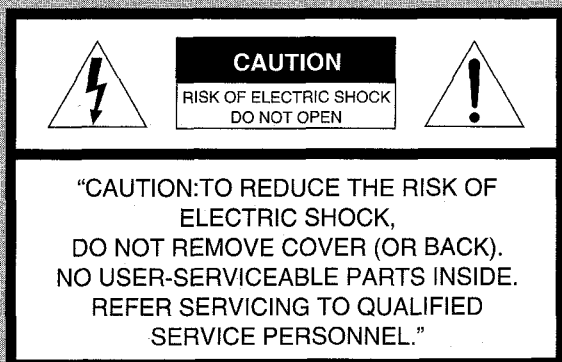 CAUTION
RISK OF ELECTRIC SHOCK
DO NOT OPEN
“CAUTION:TO REDUCE THE RISK OF
ELECTRIC SHOCK,
DO NOT REMOVE COVER (OR BACK).
NO USER-SERVICEABLE PARTS INSIDE.
REFER SERVICING TO QUALIFIED
SERVICE PERSONNEL.”